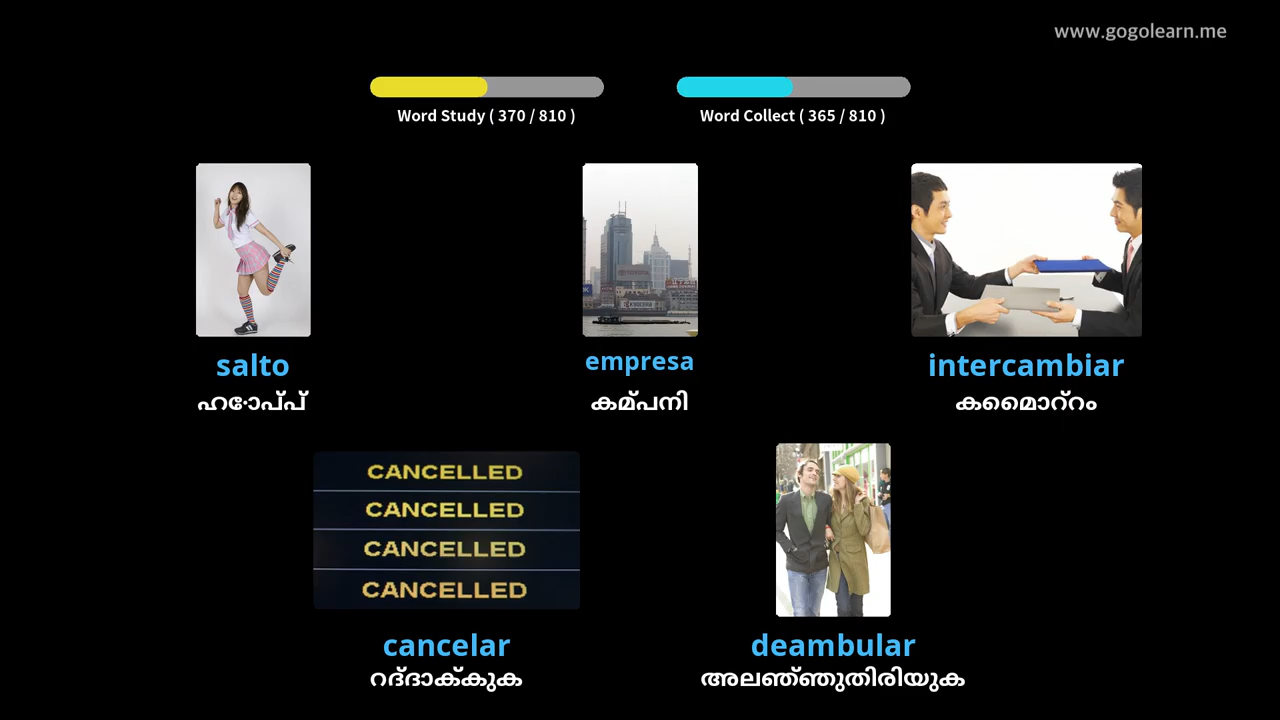 www.gogolearn.me
Word Study ( 370 / 810 )
Word Collect ( 365 / 810 )
TOYOTA
salto
empresa
intercambiar
ഹോപ്പ്
കമ്പനി
കൈമാറ്റം
CANCELLED
CANCELLED
CANCELLED
CANCELLED
cancelar
deambular
റദ്ദാക്കുക
അലഞ്ഞുതിരിയുക